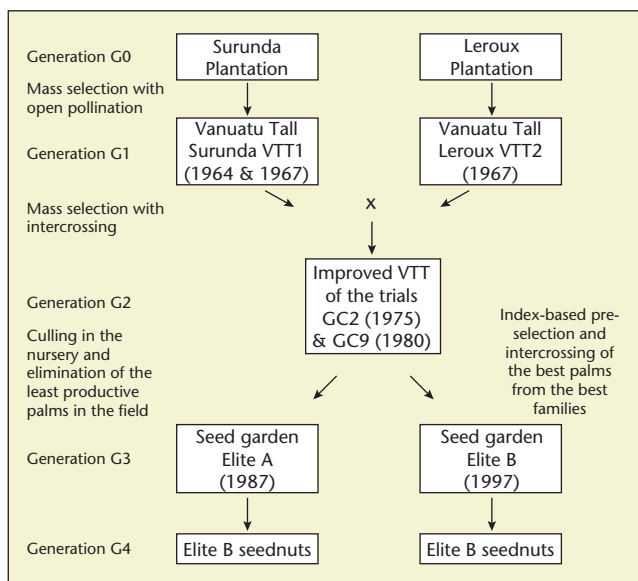 Generation G0
Surunda
Plantation
Leroux
Plantation
Mass selection with
open pollination
Generation G1
Vanuatu Tall
Surunda VTT1
(1964 & 1967)
Vanuatu Tall
Leroux VTT2
(1967)
Mass selection with
intercrossing
x
Generation G2
Improved VTT
of the trials
GC2 (1975)
& GC9 (1980)
Culling in the
nursery and
elimination of the
least productive
palms in the field
Index-based pre-
selection and
intercrossing of
the best palms
from the best
families
Generation G3
Seed garden
Elite A
(1987)
Seed garden
Elite B
(1997)
Generation G4
Elite B seednuts
Elite B seednuts